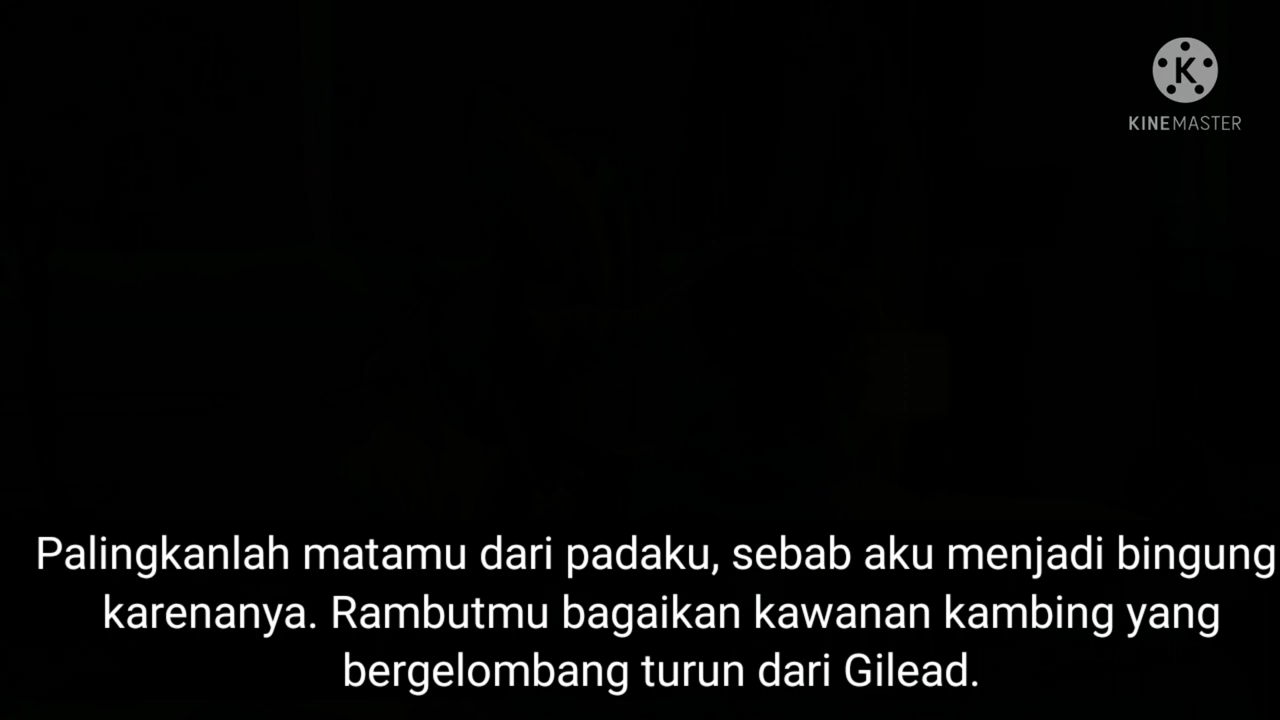 K
KINEMASTER
Palingkanlah matamu dari padaku, sebab aku menjadi bingung
karenanya. Rambutmu bagaikan kawanan kambing yang
bergelombang turun dari Gilead.